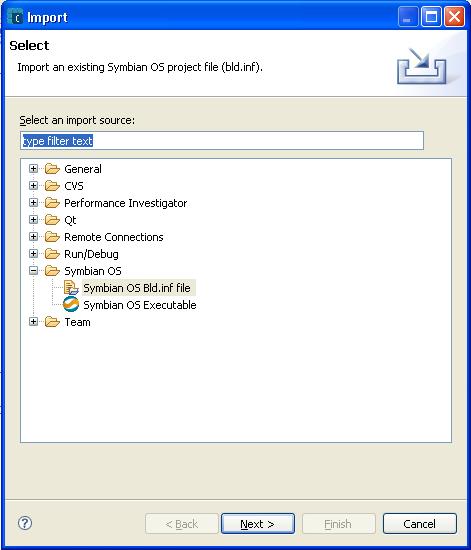 Import
Select
Import an existing Symbian OS project file (bld.inf).
Select an import source:
type filter text
General
CVS
Performance Investigator
Qt
Remote Connections
Run/Debug
Symbian OS
Symbian OS Bld.inf file
Symbian OS Executable
Team
? < Back Next > Finish Cancel